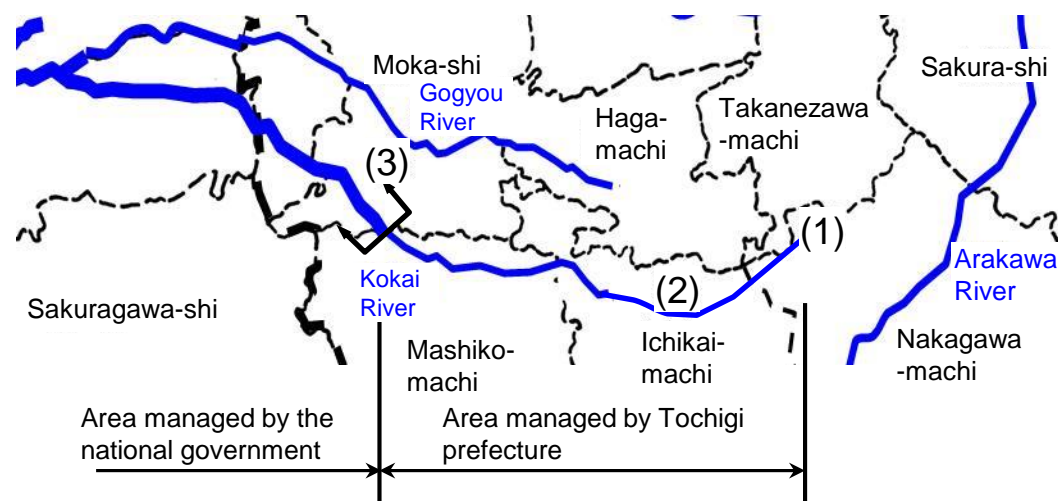 Moka-shi
Gogyou
River
Haga-
machi
Takanezawa
-machi
Sakura-shi
(3)
(1)
(2)
Kokai
River
Arakawa
River
Sakuragawa-shi
Mashiko-
machi
Ichikai-
machi
Nakagawa
-machi
Area managed by the
national government
Area managed by Tochigi
prefecture